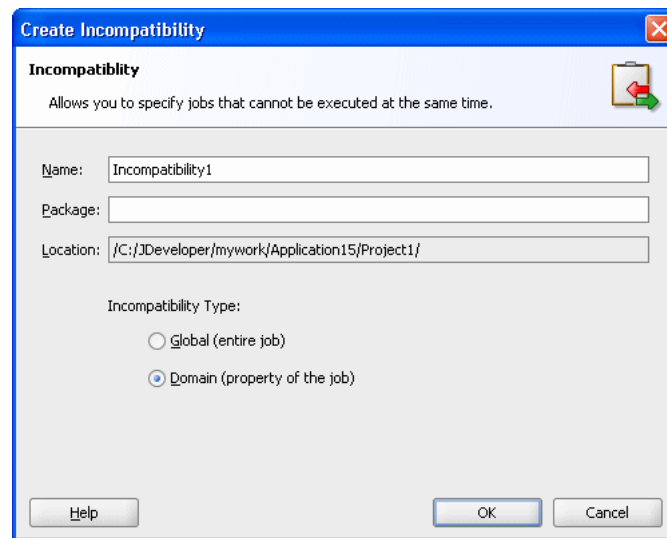 Create Incompatibility
Incompatiblity
Allows you to specify jobs that cannot be executed at the same time.
Name: Incompatibility1
Package:
Location: /C:/JDeveloper/mywork/Application15/Project1/
Incompatibility Type:
Global (entire job)
Domain (property of the job)
Help OK Cancel